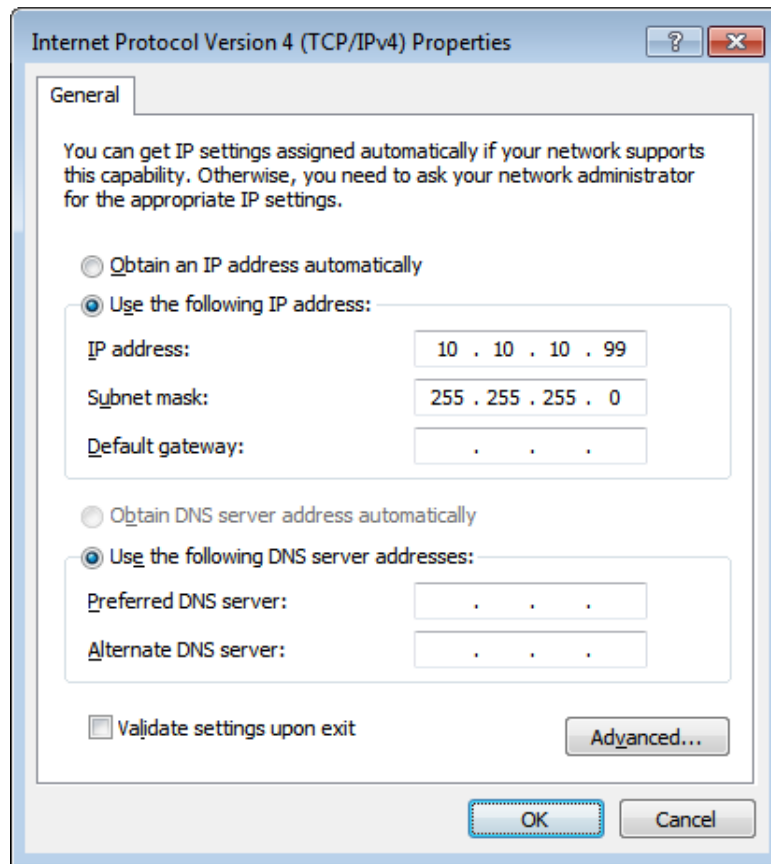 Internet Protocol Version 4 (TCP/IPv4) Properties
?
General
You can get IP settings assigned automatically if your network supports
this capability. Otherwise, you need to ask your network administrator
for the appropriate IP settings.
Obtain an IP address automatically
Use the following IP address:
IP address: 10 . 10 . 10 . 99
Subnet mask: 255 . 255 . 255 . 0
Default gateway: . . .
Obtain DNS server address automatically
Use the following DNS server addresses:
Preferred DNS server: . . .
Alternate DNS server: . . .
Validate settings upon exit
Advanced...
OK Cancel